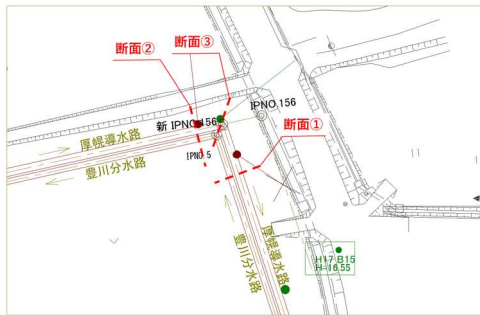 断面②
断面③
新 IPNO.156
IPNO.156
IPNO.5
断面①
厚幌導水路
豊川分水路
厚幌導水路
豊川分水路
H17 B15
H=16.55